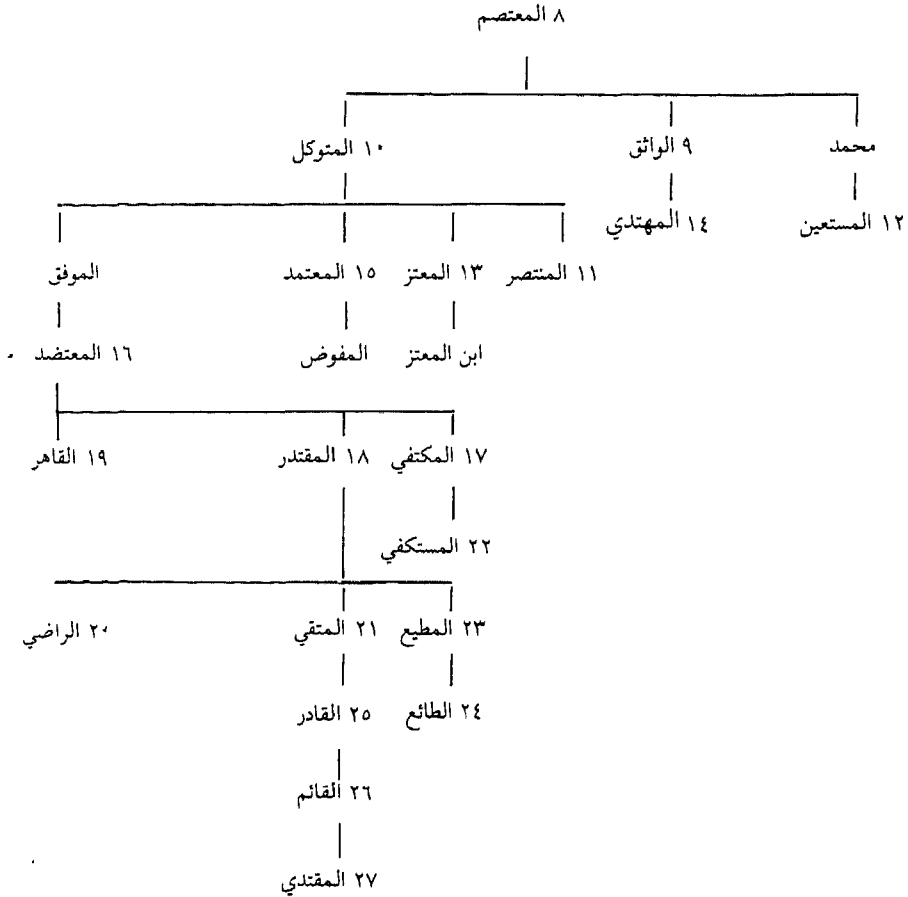 ٨ المعتصم
محمد ٩ الواثق ١٠ المتوكل
١٢ المستعين ١٤ المهتدي
١١ المنتصر ١٣ المعتز ١٥ المعتمد الموفق
ابن المعتز المفوض ١٦ المعتضد
١٧ المكتفي ١٨ المقتدر ١٩ القاهر
٢٢ المستكفي
٢٣ المطيع ٢١ المتقي ٢٠ الراضي
٢٤ الطائع ٢٥ القادر
٢٦ القائم
٢٧ المقتدي